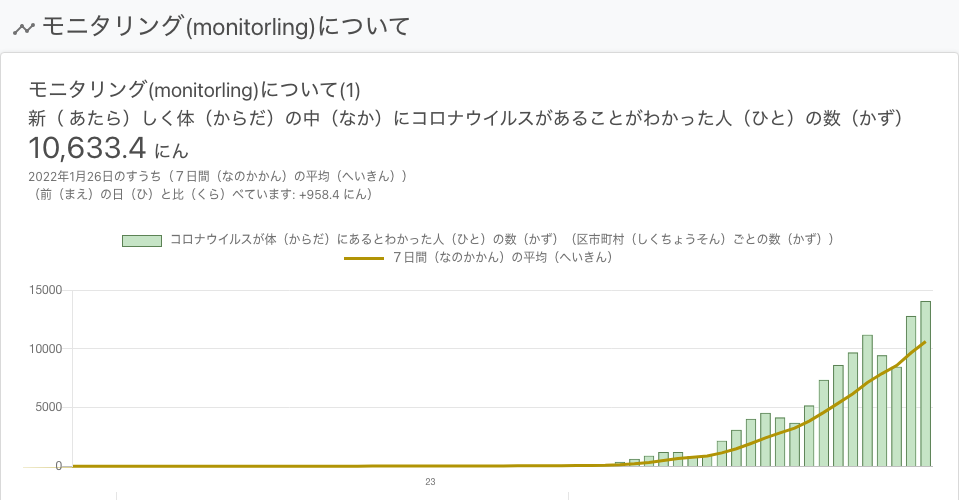 モニタリング(monitorling)について
モニタリング(monitorling)について(1)
新（ あたら）しく体（からだ）の中（なか）にコロナウイルスがあることがわかった人（ひと）の数（かず）
10,633.4 にん
2022年1月26日のすうち（７日間（なのかかん）の平均（へいきん））
（前（まえ）の日（ひ）と比（くら）べています: +958.4 にん）
コロナウイルスが体（からだ）にあるとわかった人（ひと）の数（かず）（区市町村（しくちょうそん）ごとの数（かず））
７日間（なのかかん）の平均（へいきん）
15000
10000
5000
0
23